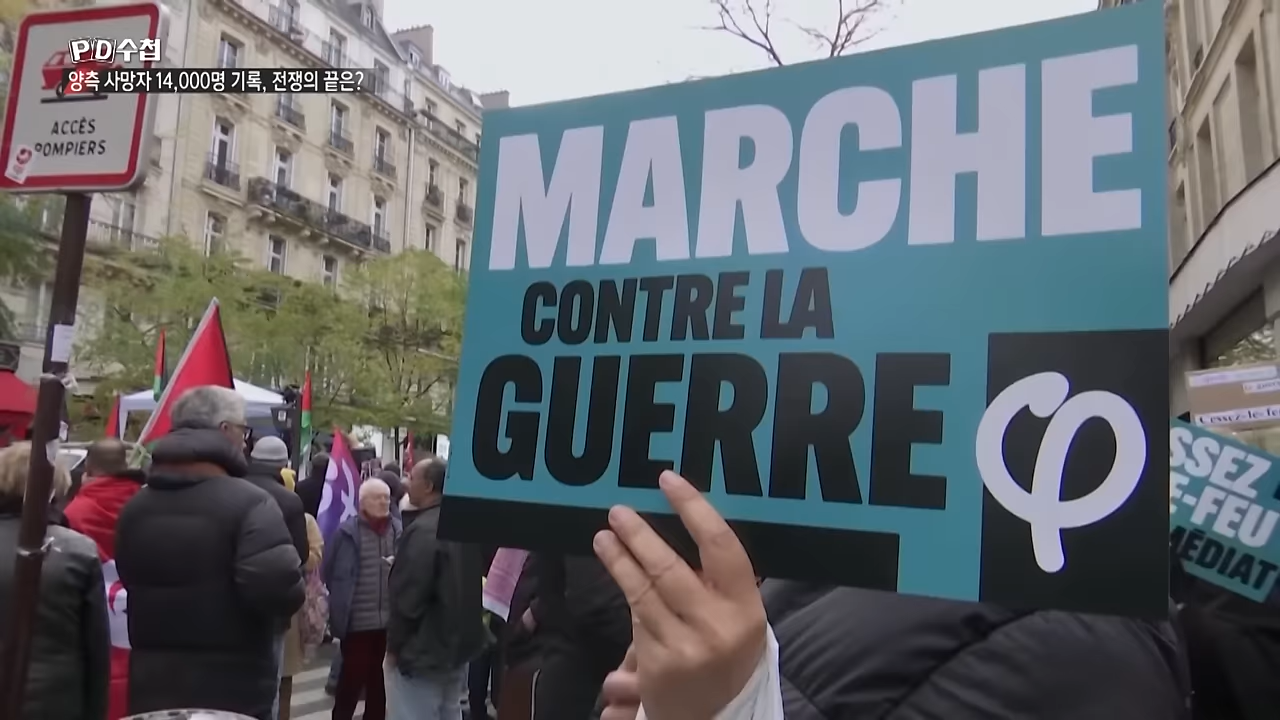 PD수첩
양측 사망자 14,000명 기록, 전쟁의 끝은?
ACCÈS
POMPIERS
MARCHE
CONTRE LA
GUERRE
φ
SSEZ
-FEU
MÉDIAT